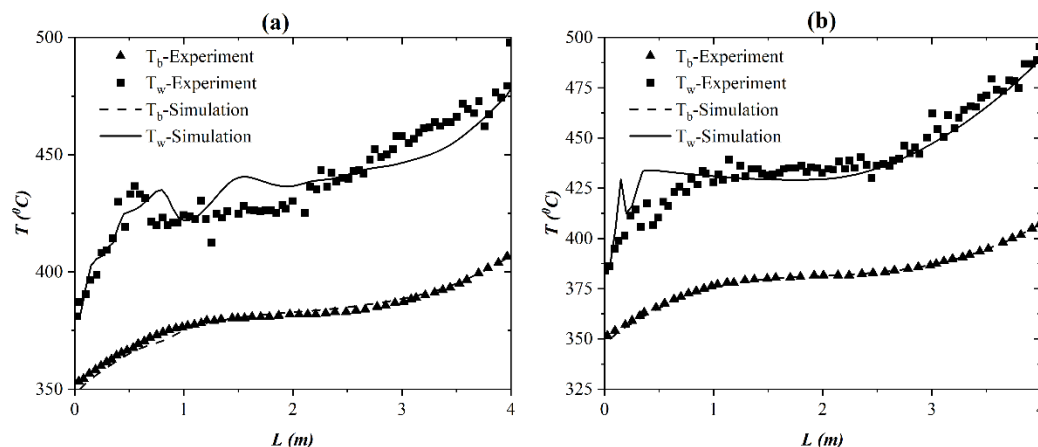 (a)
500
450
400
350
T (⁰C)
T_b-Experiment
T_w-Experiment
T_b-Simulation
T_w-Simulation
0 1 2 3 4
L (m)
(b)
500
475
450
425
400
375
350
325
T (⁰C)
T_b-Experiment
T_w-Experiment
T_b-Simulation
T_w-Simulation
0 1 2 3 4
L (m)